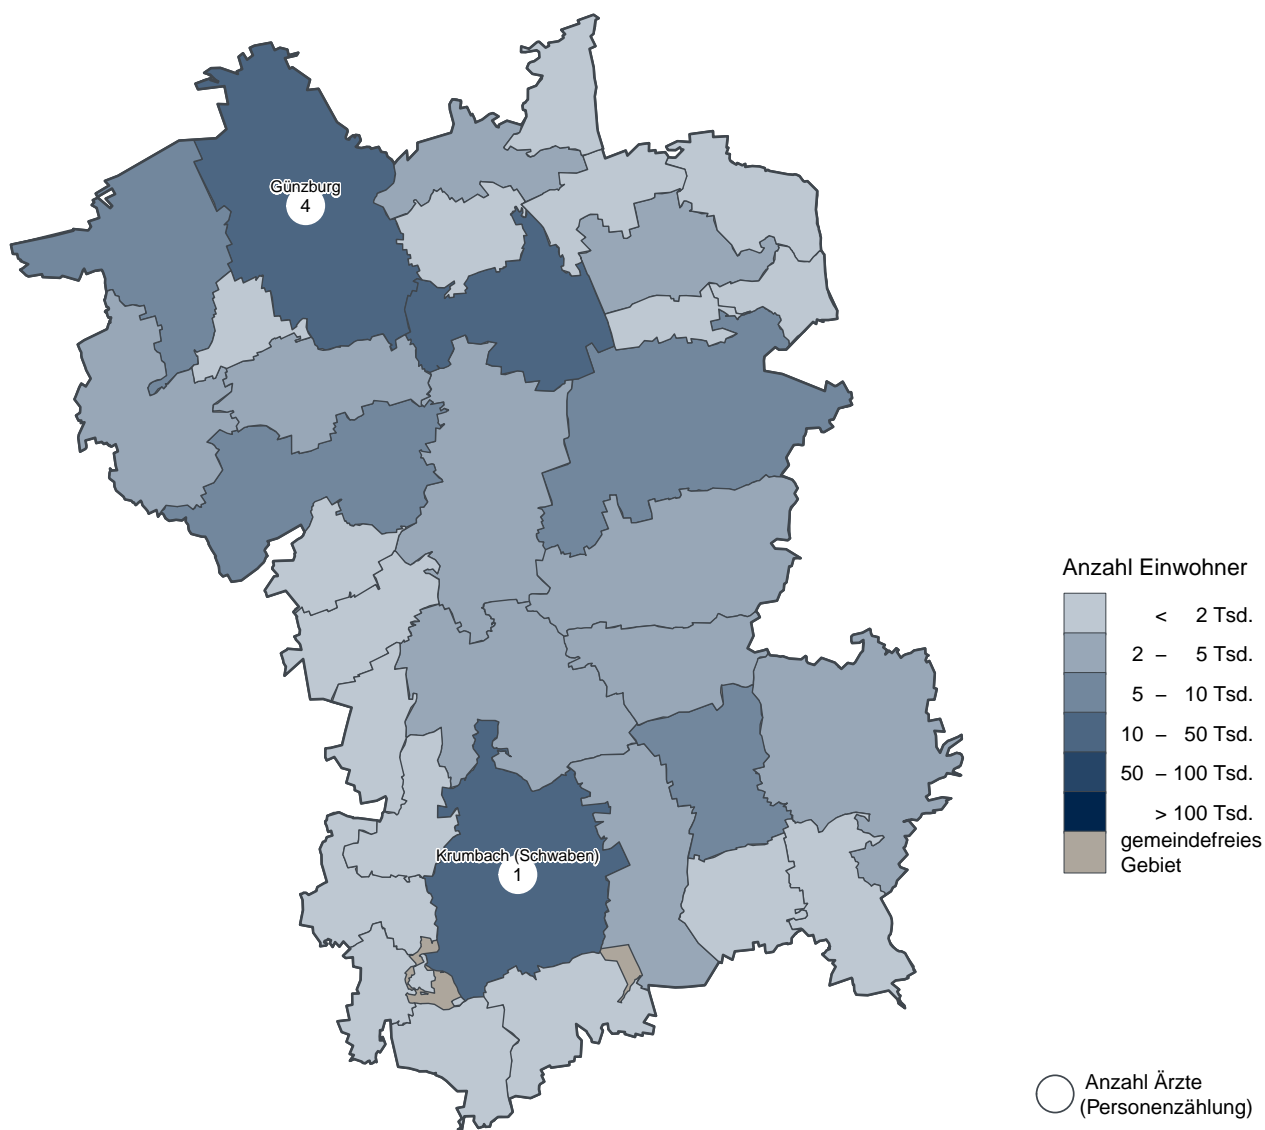 Günzburg
4
Krumbach (Schwaben)
1
Anzahl Einwohner
< 2 Tsd.
2 – 5 Tsd.
5 – 10 Tsd.
10 – 50 Tsd.
50 – 100 Tsd.
> 100 Tsd.
gemeindefreies
Gebiet
Anzahl Ärzte
(Personenzählung)